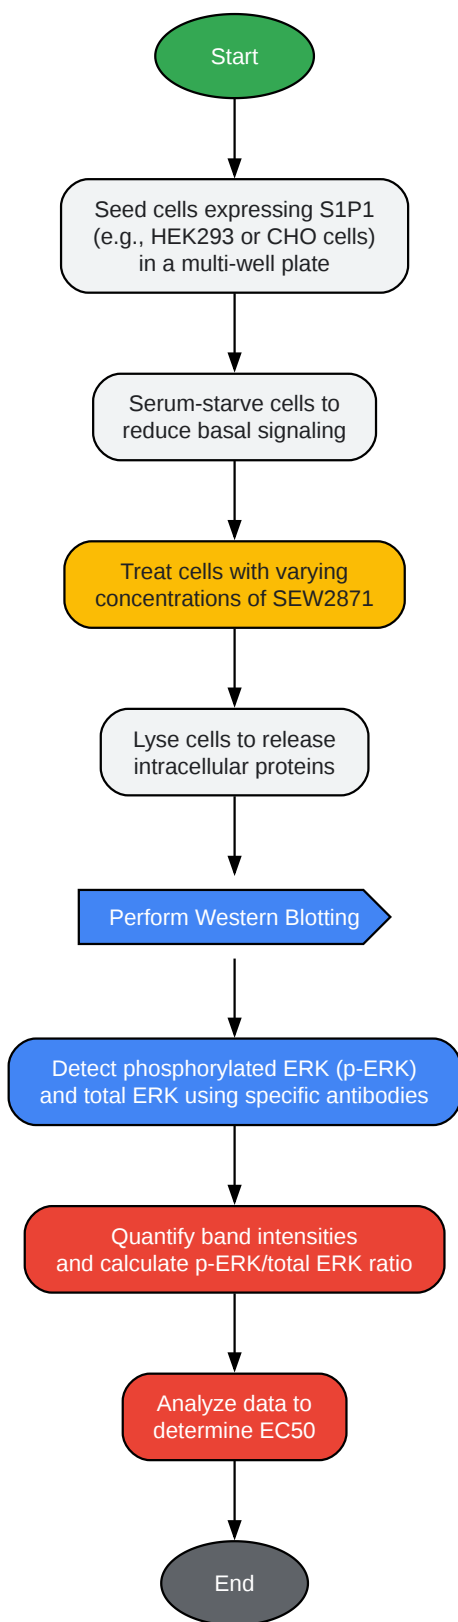 Start
Seed cells expressing S1P1
(e.g., HEK293 or CHO cells)
in a multi-well plate
Serum-starve cells to
reduce basal signaling
Treat cells with varying
concentrations of SEW2871
Lyse cells to release
intracellular proteins
Perform Western Blotting
Detect phosphorylated ERK (p-ERK)
and total ERK using specific antibodies
Quantify band intensities
and calculate p-ERK/total ERK ratio
Analyze data to
determine EC50
End